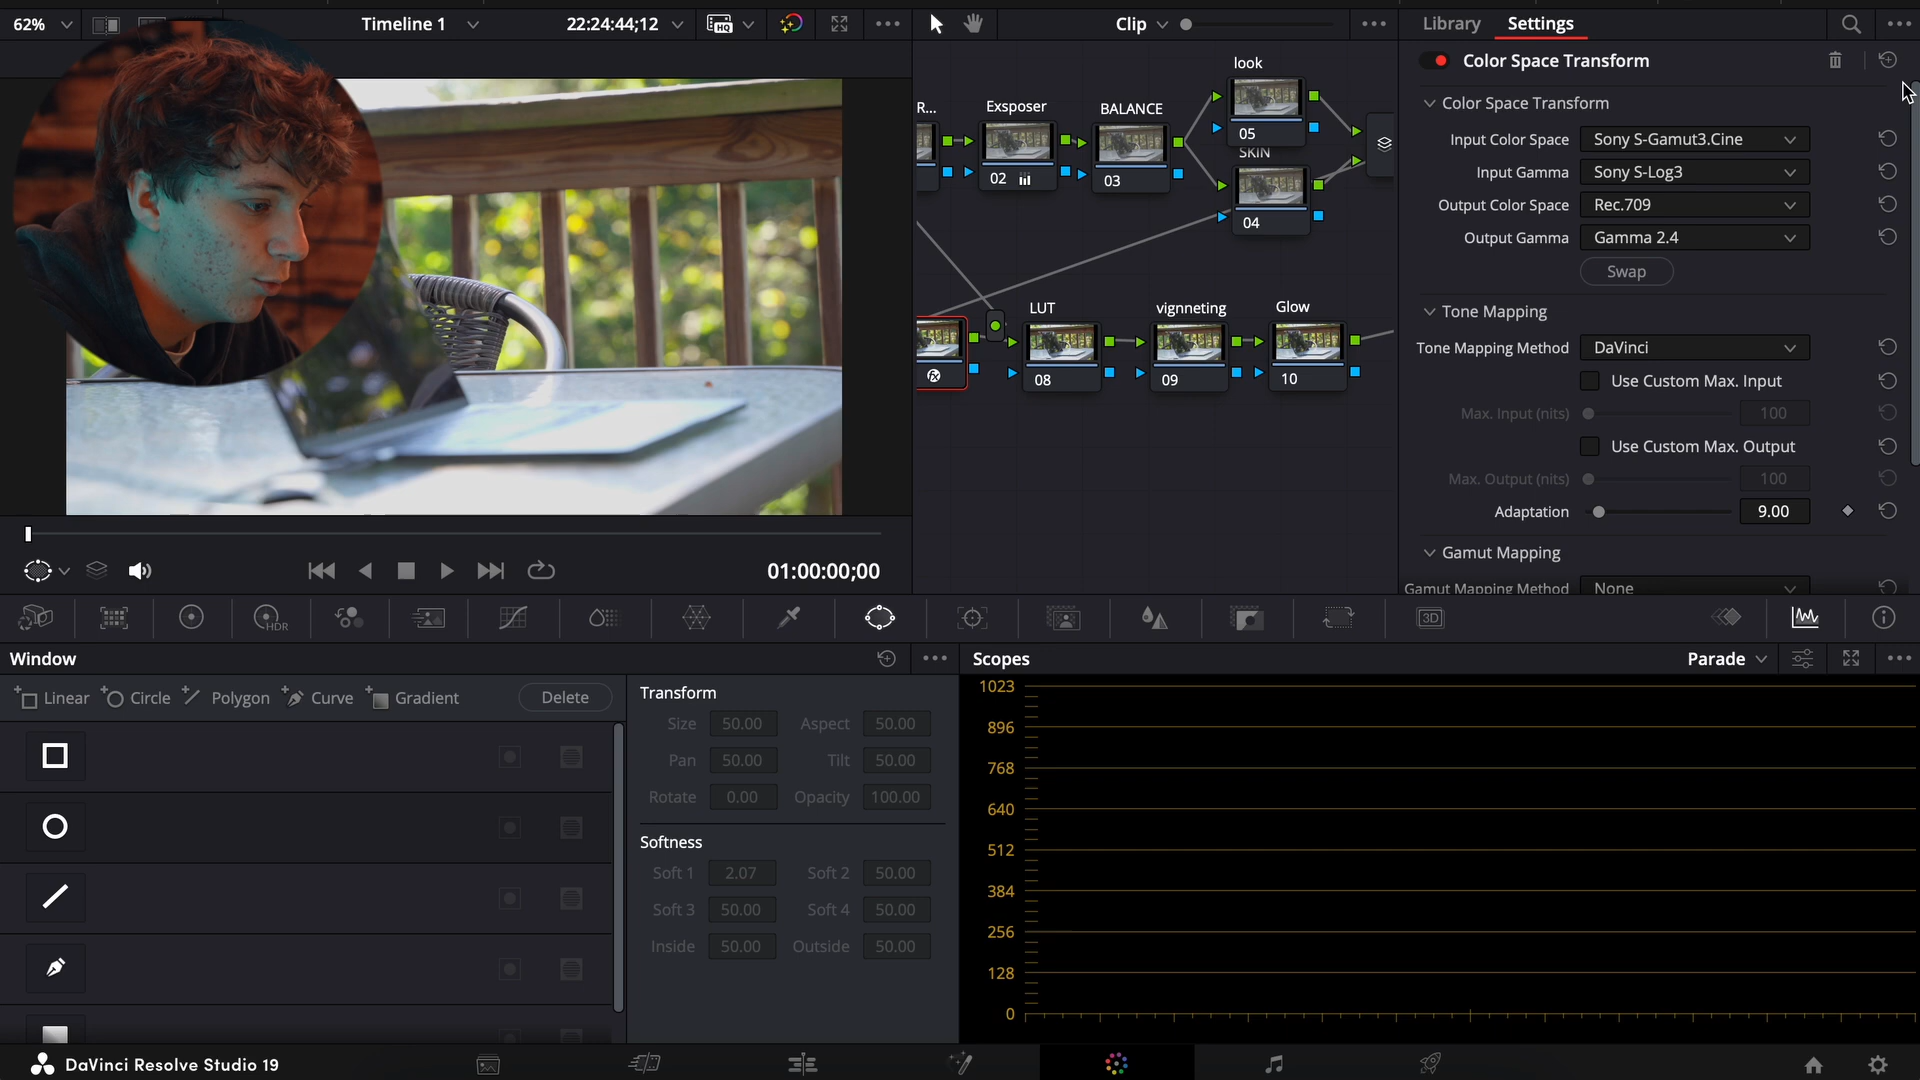 62%
Timeline 1
22:24:44;12
HQ
Clip
Library
Settings
Color Space Transform
Color Space Transform
Input Color Space
Sony S-Gamut3.Cine
Input Gamma
Sony S-Log3
Output Color Space
Rec.709
Output Gamma
Gamma 2.4
Swap
Tone Mapping
Tone Mapping Method
DaVinci
Use Custom Max. Input
Max. Input (nits)
100
Use Custom Max. Output
Max. Output (nits)
100
Adaptation
9.00
Gamut Mapping
Gamut Mapping Method
None
look
R...
Exsposer
BALANCE
05
SKIN
02
03
04
LUT
vignneting
Glow
fx
08
09
10
01:00:00;00
HDR
3D
Window
Linear
Circle
Polygon
Curve
Gradient
Delete
Transform
Size
50.00
Aspect
50.00
Pan
50.00
Tilt
50.00
Rotate
0.00
Opacity
100.00
Softness
Soft 1
2.07
Soft 2
50.00
Soft 3
50.00
Soft 4
50.00
Inside
50.00
Outside
50.00
Scopes
Parade
1023
896
768
640
512
384
256
128
0
DaVinci Resolve Studio 19